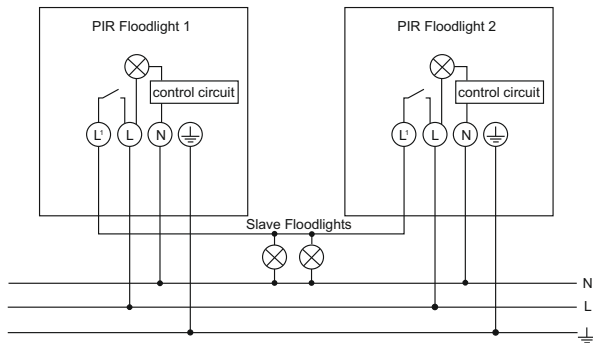 PIR Floodlight 1
PIR Floodlight 2
control circuit
control circuit
L¹ L N
L¹ L N
Slave Floodlights
N
L